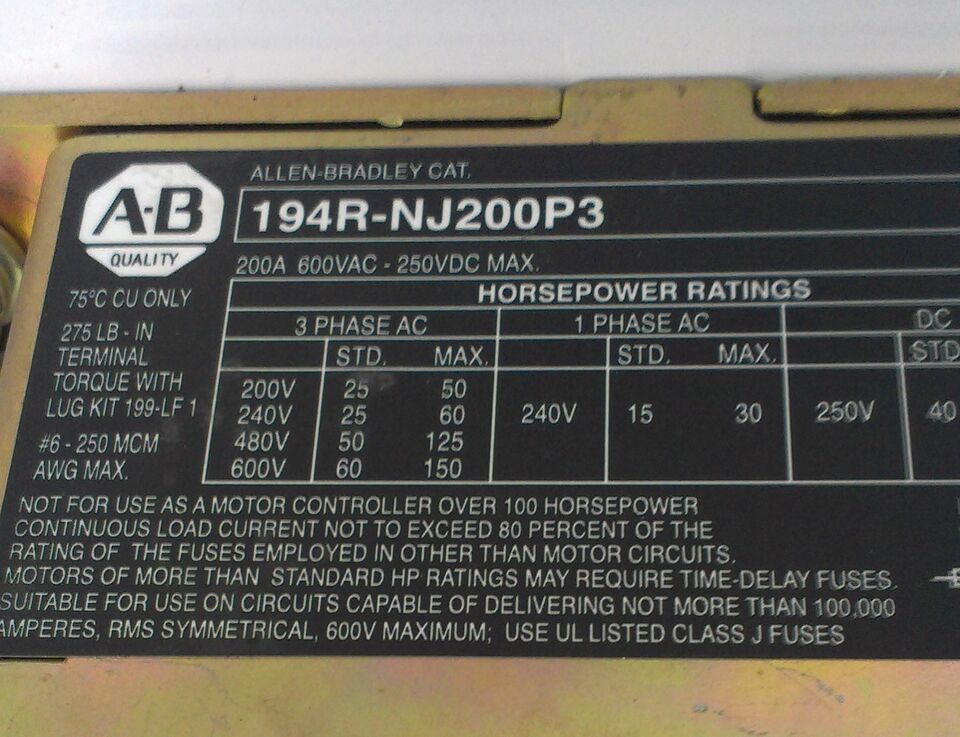 ALLEN-BRADLEY CAT.
A-B
QUALITY
194R-NJ200P3
200A 600VAC - 250VDC MAX.
75°C CU ONLY
275 LB - IN
TERMINAL
TORQUE WITH
LUG KIT 199-LF 1
#6 - 250 MCM
AWG MAX.
HORSEPOWER RATINGS
3 PHASE AC 1 PHASE AC DC
STD. MAX. STD. MAX. STD
200V 25 50
240V 25 60 240V 15 30 250V 40
480V 50 125
600V 60 150
NOT FOR USE AS A MOTOR CONTROLLER OVER 100 HORSEPOWER
CONTINUOUS LOAD CURRENT NOT TO EXCEED 80 PERCENT OF THE
RATING OF THE FUSES EMPLOYED IN OTHER THAN MOTOR CIRCUITS.
MOTORS OF MORE THAN STANDARD HP RATINGS MAY REQUIRE TIME-DELAY FUSES.
SUITABLE FOR USE ON CIRCUITS CAPABLE OF DELIVERING NOT MORE THAN 100,000
AMPERES, RMS SYMMETRICAL, 600V MAXIMUM; USE UL LISTED CLASS J FUSES